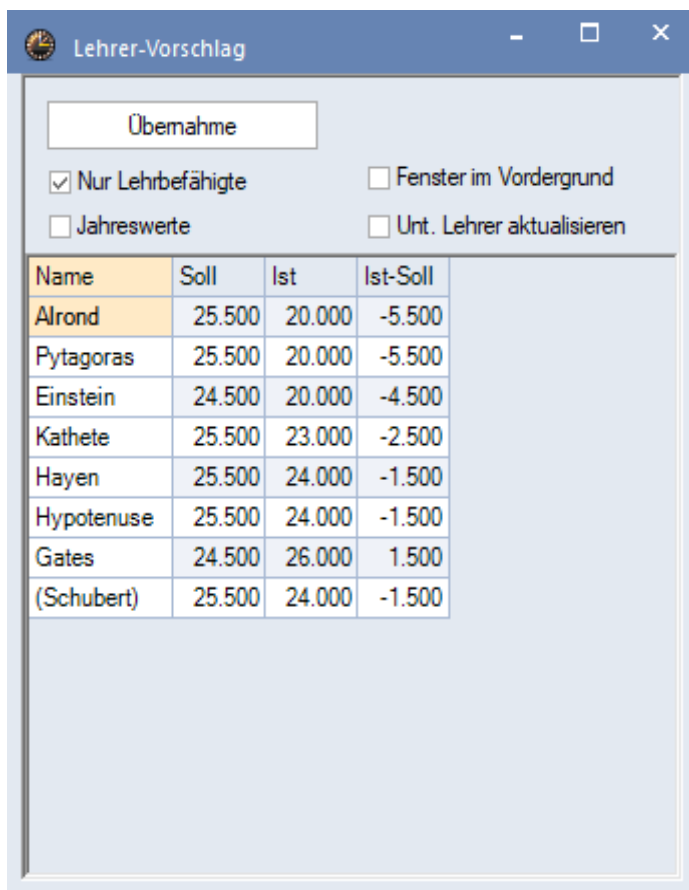 Lehrer-Vorschlag
Übernahme
Nur Lehrbefähigte Fenster im Vordergrund
Jahreswerte Unt. Lehrer aktualisieren
Name Soll Ist Ist-Soll
Alrond 25.500 20.000 -5.500
Pytagoras 25.500 20.000 -5.500
Einstein 24.500 20.000 -4.500
Kathete 25.500 23.000 -2.500
Hayen 25.500 24.000 -1.500
Hypotenuse 25.500 24.000 -1.500
Gates 24.500 26.000 1.500
(Schubert) 25.500 24.000 -1.500